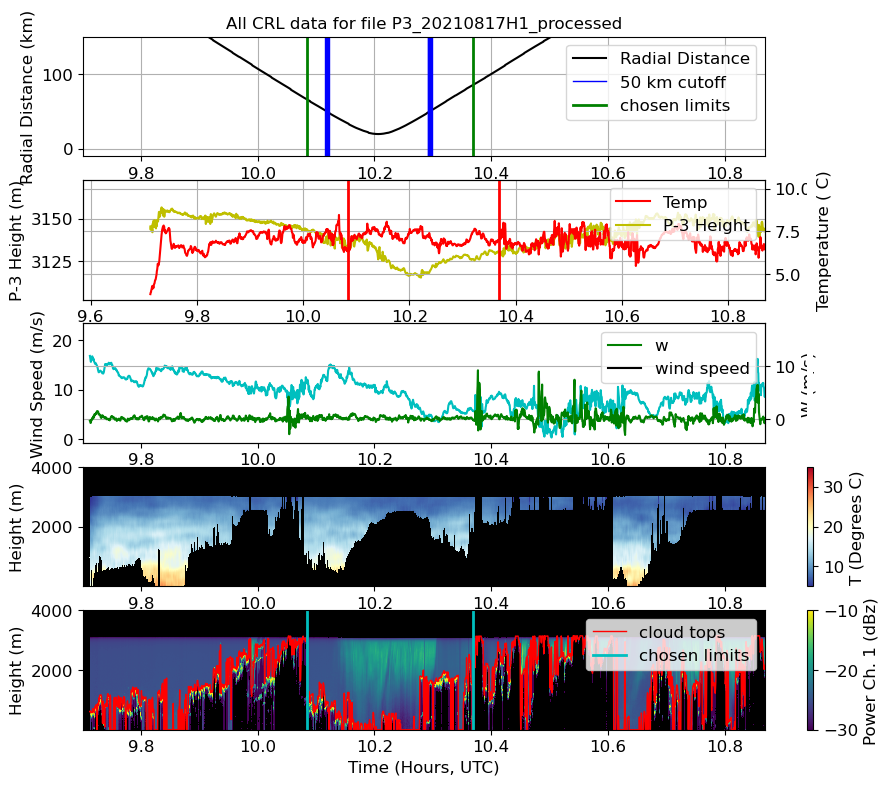 All CRL data for file P3_20210817H1_processed
Radial Distance (km)
100
0
Radial Distance
50 km cutoff
chosen limits
9.8 10.0 10.2 10.4 10.6 10.8
P-3 Height (m)
3150
3125
Temp
P-3 Height
10.0
7.5
5.0
Temperature ( C)
9.6 9.8 10.0 10.2 10.4 10.6 10.8
Wind Speed (m/s)
20
10
0
w
wind speed
10
0
W (m/s)
9.8 10.0 10.2 10.4 10.6 10.8
Height (m)
4000
2000
30
20
10
T (Degrees C)
9.8 10.0 10.2 10.4 10.6 10.8
Height (m)
4000
2000
cloud tops
chosen limits
−10
−20
−30
Power Ch. 1 (dBz)
9.8 10.0 10.2 10.4 10.6 10.8
Time (Hours, UTC)